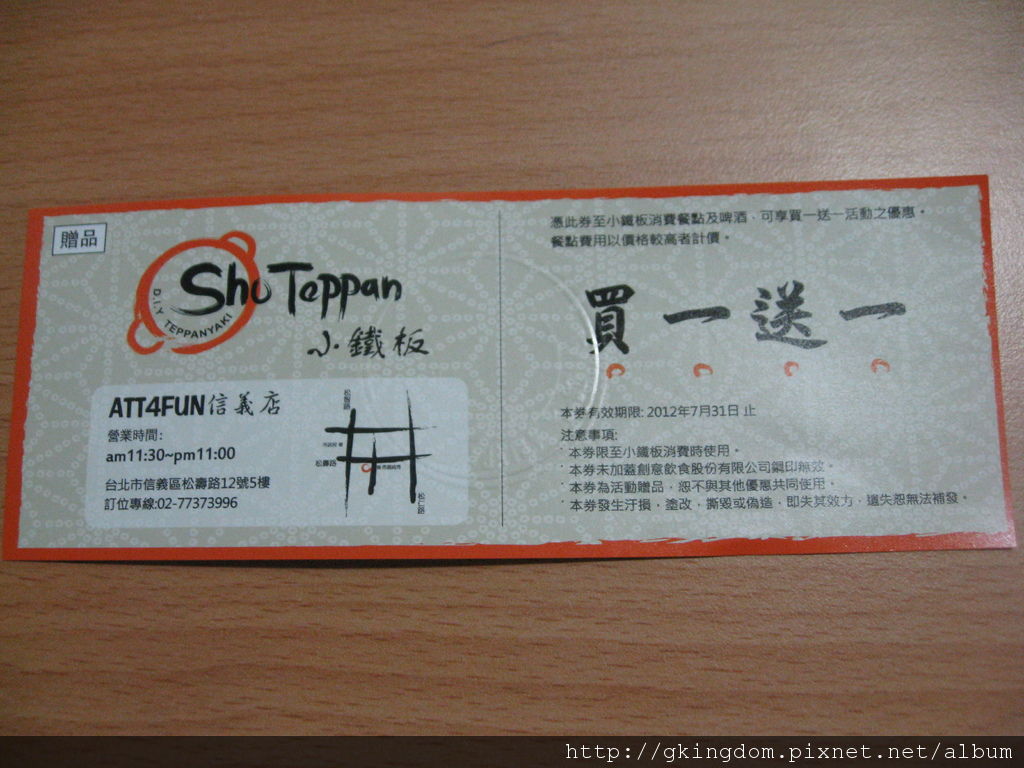 贈品
Sho Teppan
D.I.Y TEPPANYAKI
小鐵板
ATT4FUN信義店
營業時間:
am11:30~pm11:00
台北市信義區松壽路12號5樓
訂位專線:02-77373996
松智路
市政府
松壽路
松仁路
憑此券至小鐵板消費餐點及啤酒，可享買一送一活動之優惠。
餐點費用以價格較高者計價。
買一送一
本券有效期限: 2012年7月31日 止
注意事項:
˙本券限至小鐵板消費時使用。
˙本券未加蓋創意飲食股份有限公司鋼印無效。
˙本券為活動贈品，恕不與其他優惠共同使用。
˙本券發生汙損，塗改，撕毀或偽造，即失其效力，遺失恕無法補發。
http://gkingdom.pixnet.net/album